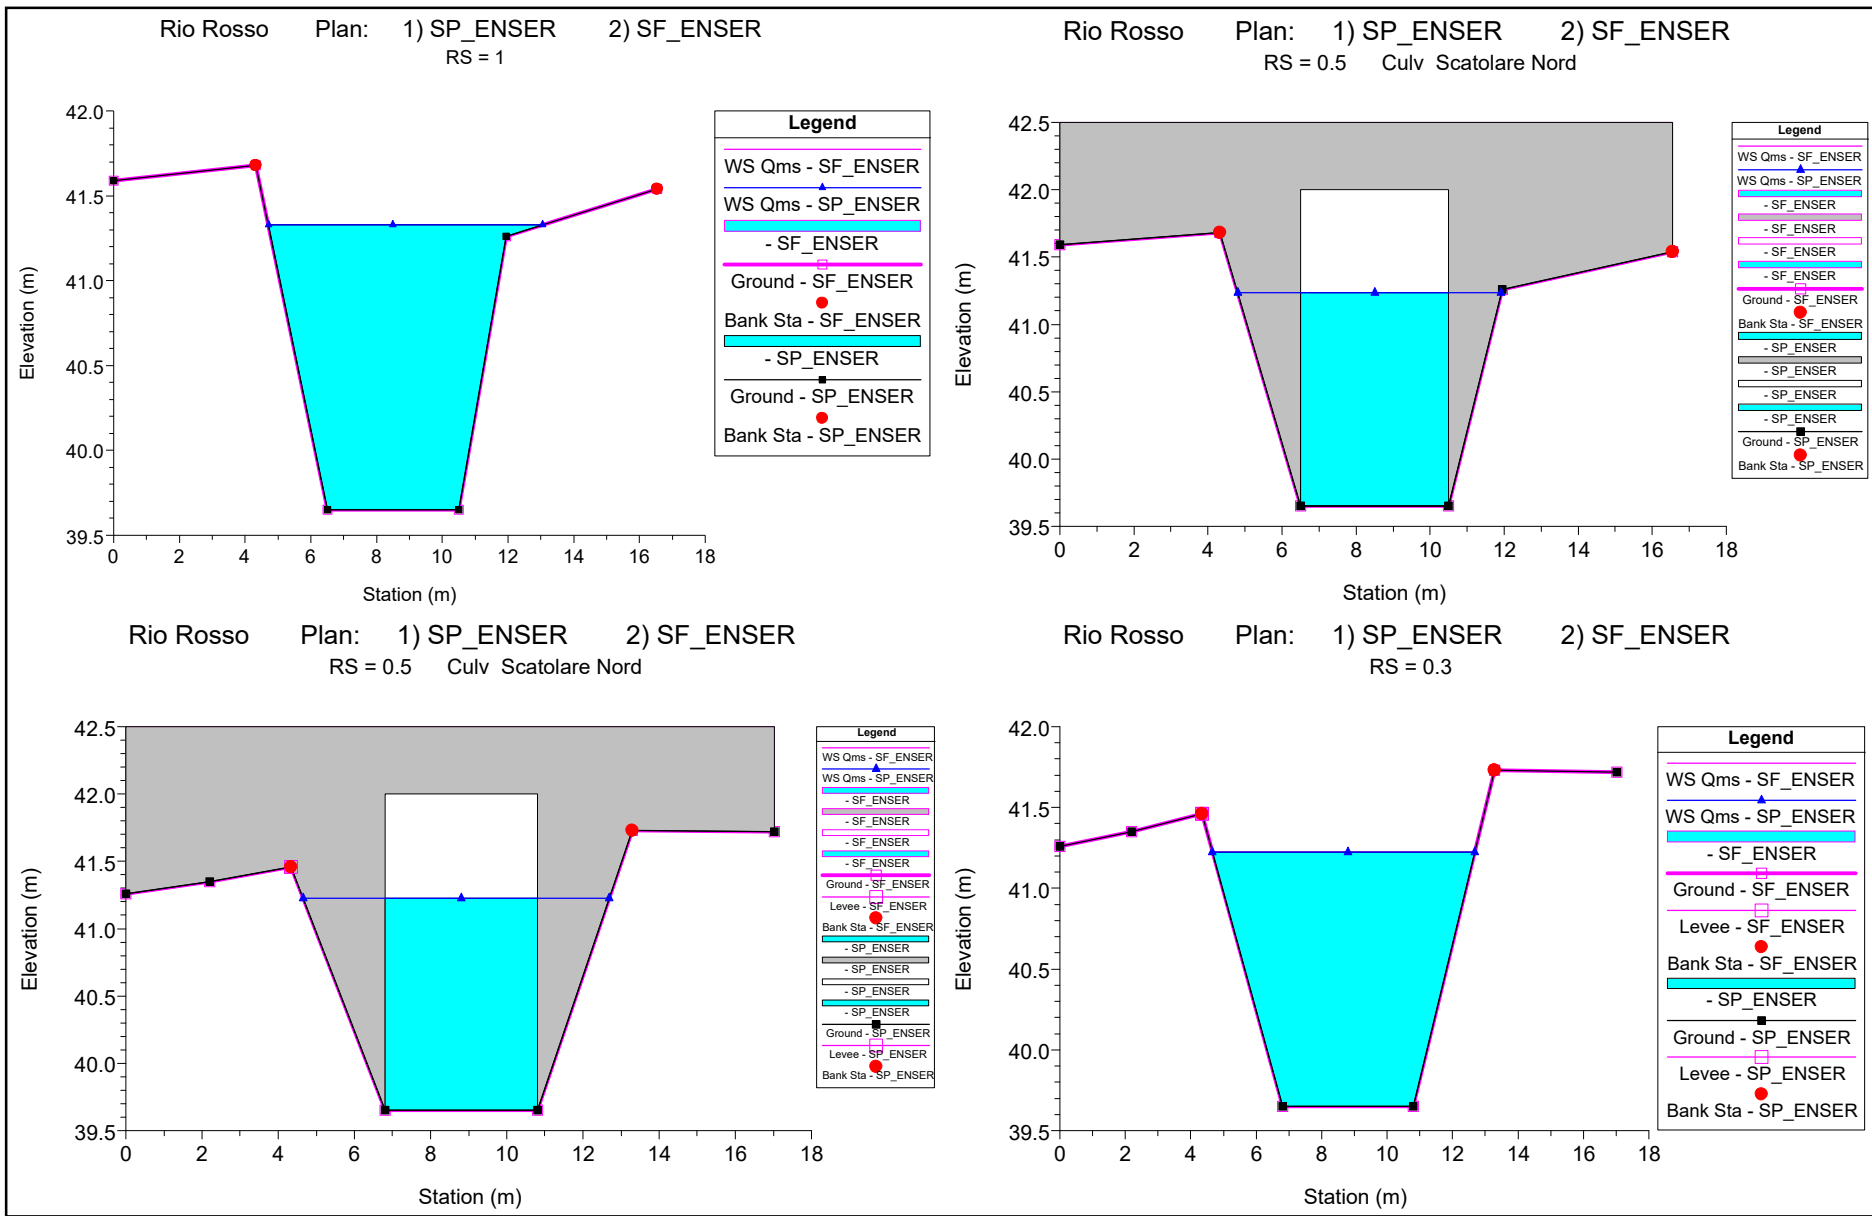 Rio Rosso Plan: 1) SP_ENSER 2) SF_ENSER
RS = 1
42.0
41.5
41.0
40.5
40.0
39.5
0 2 4 6 8 10 12 14 16 18
Elevation (m)
Station (m)
Legend
WS Qms - SF_ENSER
WS Qms - SP_ENSER
- SF_ENSER
Ground - SF_ENSER
Bank Sta - SF_ENSER
- SP_ENSER
Ground - SP_ENSER
Bank Sta - SP_ENSER
Rio Rosso Plan: 1) SP_ENSER 2) SF_ENSER
RS = 0.5 Culv Scatolare Nord
42.5
42.0
41.5
41.0
40.5
40.0
39.5
0 2 4 6 8 10 12 14 16 18
Elevation (m)
Station (m)
Legend
WS Qms - SF_ENSER
WS Qms - SP_ENSER
- SF_ENSER
- SF_ENSER
- SF_ENSER
- SF_ENSER
Ground - SF_ENSER
Bank Sta - SF_ENSER
- SP_ENSER
- SP_ENSER
- SP_ENSER
- SP_ENSER
Ground - SP_ENSER
Bank Sta - SP_ENSER
Rio Rosso Plan: 1) SP_ENSER 2) SF_ENSER
RS = 0.5 Culv Scatolare Nord
42.5
42.0
41.5
41.0
40.5
40.0
39.5
0 2 4 6 8 10 12 14 16 18
Elevation (m)
Station (m)
Legend
WS Qms - SF_ENSER
WS Qms - SP_ENSER
- SF_ENSER
- SF_ENSER
- SF_ENSER
- SF_ENSER
Ground - SF_ENSER
Levee - SF_ENSER
Bank Sta - SF_ENSER
- SP_ENSER
- SP_ENSER
- SP_ENSER
- SP_ENSER
Ground - SP_ENSER
Levee - SP_ENSER
Bank Sta - SP_ENSER
Rio Rosso Plan: 1) SP_ENSER 2) SF_ENSER
RS = 0.3
42.0
41.5
41.0
40.5
40.0
39.5
0 2 4 6 8 10 12 14 16 18
Elevation (m)
Station (m)
Legend
WS Qms - SF_ENSER
WS Qms - SP_ENSER
- SF_ENSER
Ground - SF_ENSER
Levee - SF_ENSER
Bank Sta - SF_ENSER
- SP_ENSER
Ground - SP_ENSER
Levee - SP_ENSER
Bank Sta - SP_ENSER